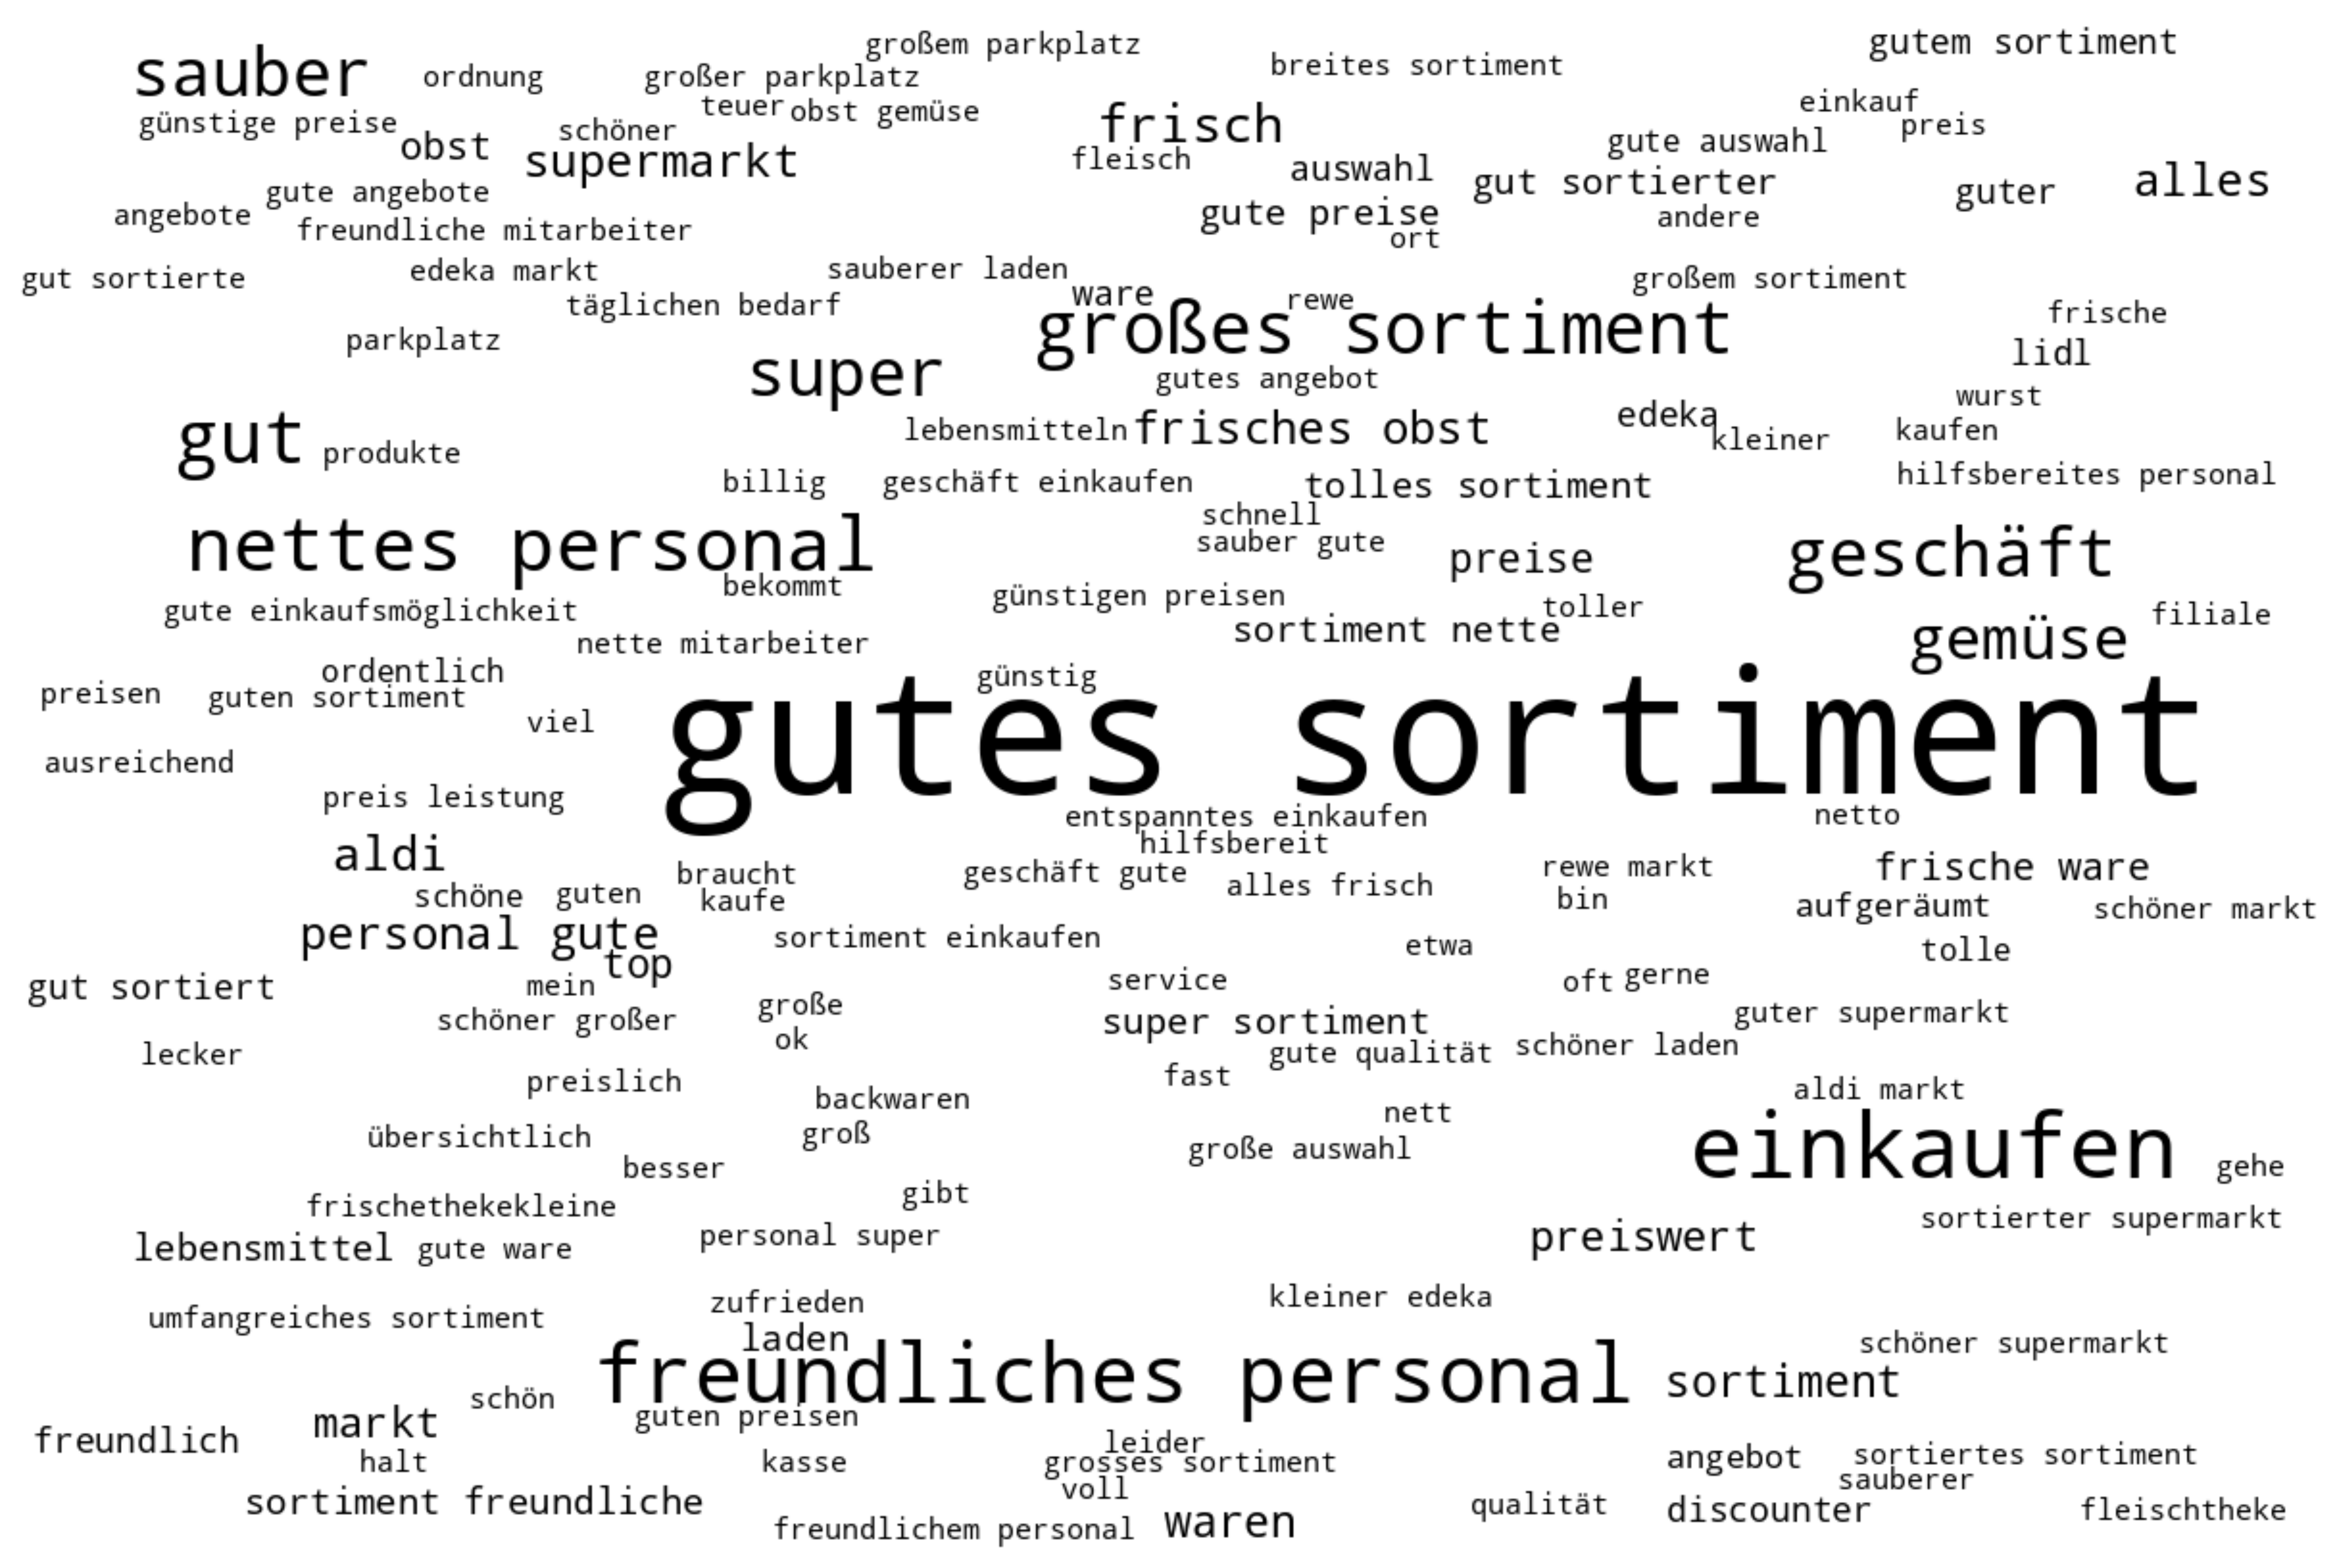 großem parkplatz
gutem sortiment
sauber
ordnung
großer parkplatz
breites sortiment
teuer
obst gemüse
einkauf
günstige preise
schöner
frisch
preis
obst
supermarkt
fleisch
gute auswahl
auswahl
gut sortierter
alles
gute angebote
guter
angebote
gute preise
andere
freundliche mitarbeiter
ort
gut sortierte
edeka markt
sauberer laden
großem sortiment
täglichen bedarf
ware
rewe
frische
parkplatz
großes sortiment
lidl
super
gutes angebot
wurst
gut
produkte
lebensmitteln
frisches obst
edeka
kleiner
kaufen
billig
geschäft einkaufen
tolles sortiment
hilfsbereites personal
schnell
nettes personal
sauber gute
preise
geschäft
bekommt
gute einkaufsmöglichkeit
günstigen preisen
toller
filiale
nette mitarbeiter
sortiment nette
gemüse
ordentlich
günstig
preisen
guten sortiment
viel
gutes sortiment
ausreichend
preis leistung
entspanntes einkaufen
netto
hilfsbereit
aldi
braucht
geschäft gute
rewe markt
frische ware
alles frisch
schöne
guten
kaufe
bin
aufgeräumt
schöner markt
personal gute
sortiment einkaufen
etwa
tolle
top
gut sortiert
mein
service
oft
gerne
schöner großer
große
super sortiment
guter supermarkt
ok
lecker
gute qualität
schöner laden
preislich
fast
aldi markt
backwaren
nett
übersichtlich
groß
große auswahl
einkaufen
besser
gehe
frischethekekleine
gibt
lebensmittel
gute ware
personal super
preiswert
sortierter supermarkt
umfangreiches sortiment
zufrieden
kleiner edeka
laden
schöner supermarkt
freundliches personal
sortiment
schön
markt
guten preisen
freundlich
leider
halt
kasse
grosses sortiment
angebot
sortiertes sortiment
voll
sauberer
sortiment freundliche
freundlichem personal
waren
qualität
discounter
fleischtheke